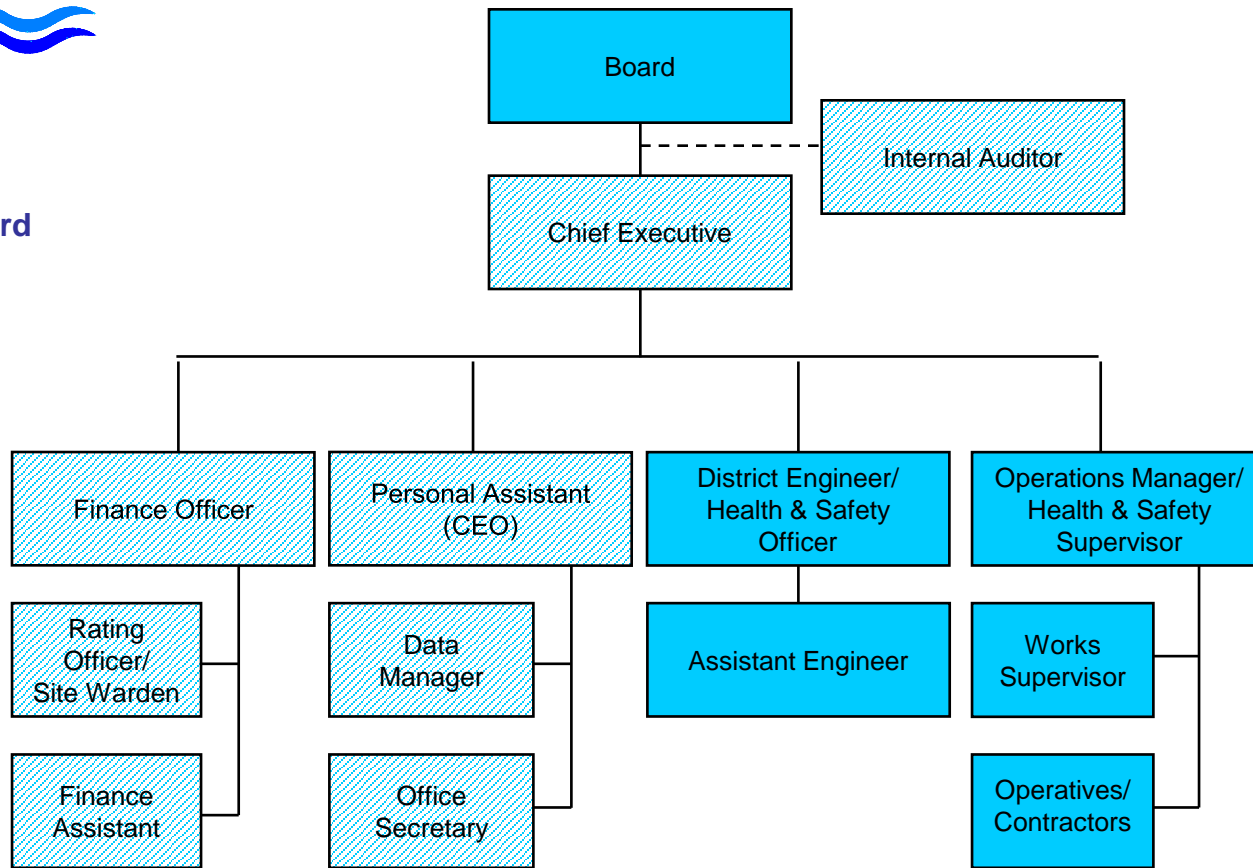 Board
Internal Auditor
rd
Chief Executive
Finance Officer
Personal Assistant
(CEO)
District Engineer/
Health & Safety
Officer
Operations Manager/
Health & Safety
Supervisor
Rating
Officer/
Site Warden
Data
Manager
Assistant Engineer
Works
Supervisor
Finance
Assistant
Office
Secretary
Operatives/
Contractors